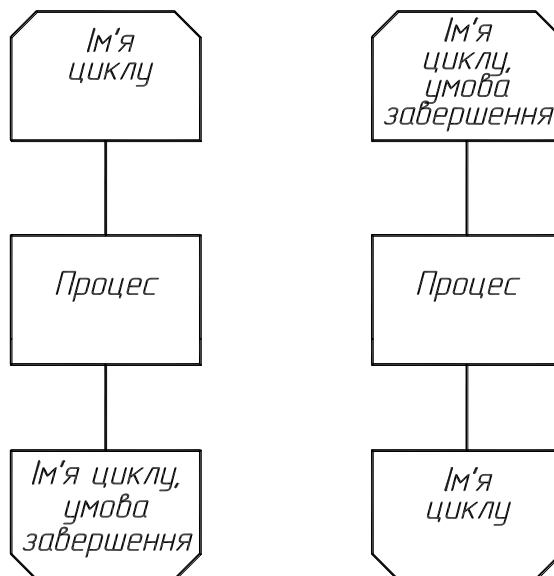 Ім'я
циклу
Процес
Ім'я циклу,
умова
завершення
Ім'я
циклу,
умова
завершення
Процес
Ім'я
циклу